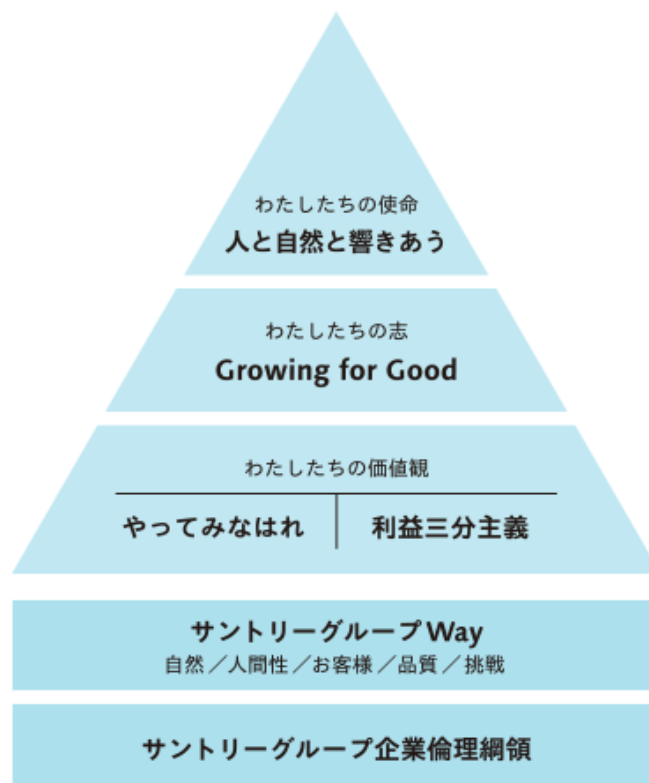 わたしたちの使命
人と自然と響きあう
わたしたちの志
Growing for Good
わたしたちの価値観
やってみなはれ 利益三分主義
サントリーグループWay
自然／人間性／お客様／品質／挑戦
サントリーグループ企業倫理綱領